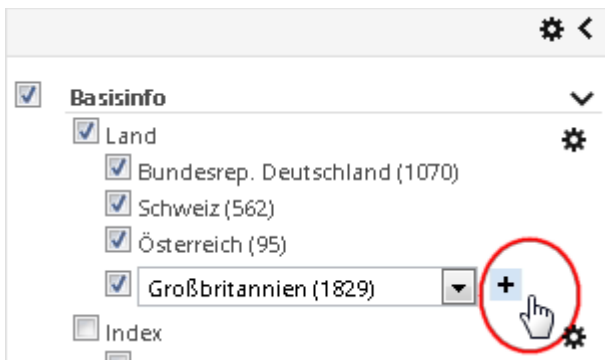 Basisinfo
Land
Bundesrep. Deutschland (1070)
Schweiz (562)
Österreich (95)
Großbritannien (1829)
Index